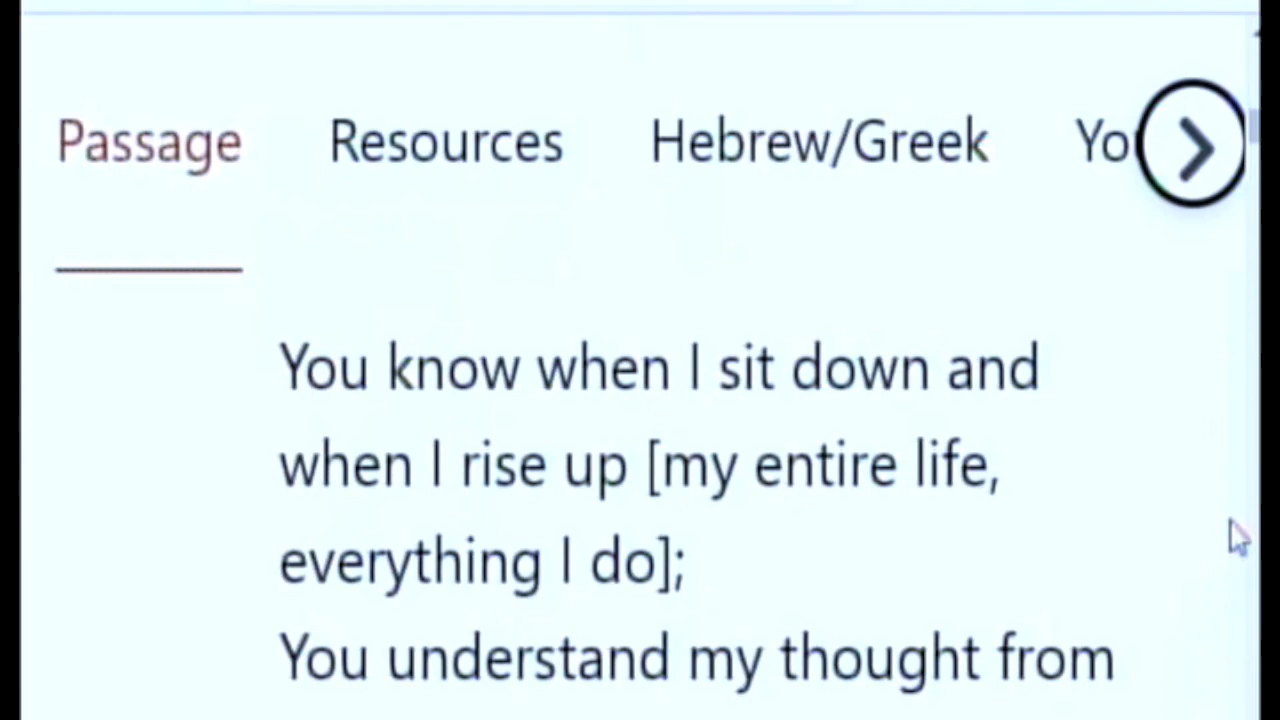 Passage Resources Hebrew/Greek
You know when I sit down and
when I rise up [my entire life,
everything I do];
You understand my thought from